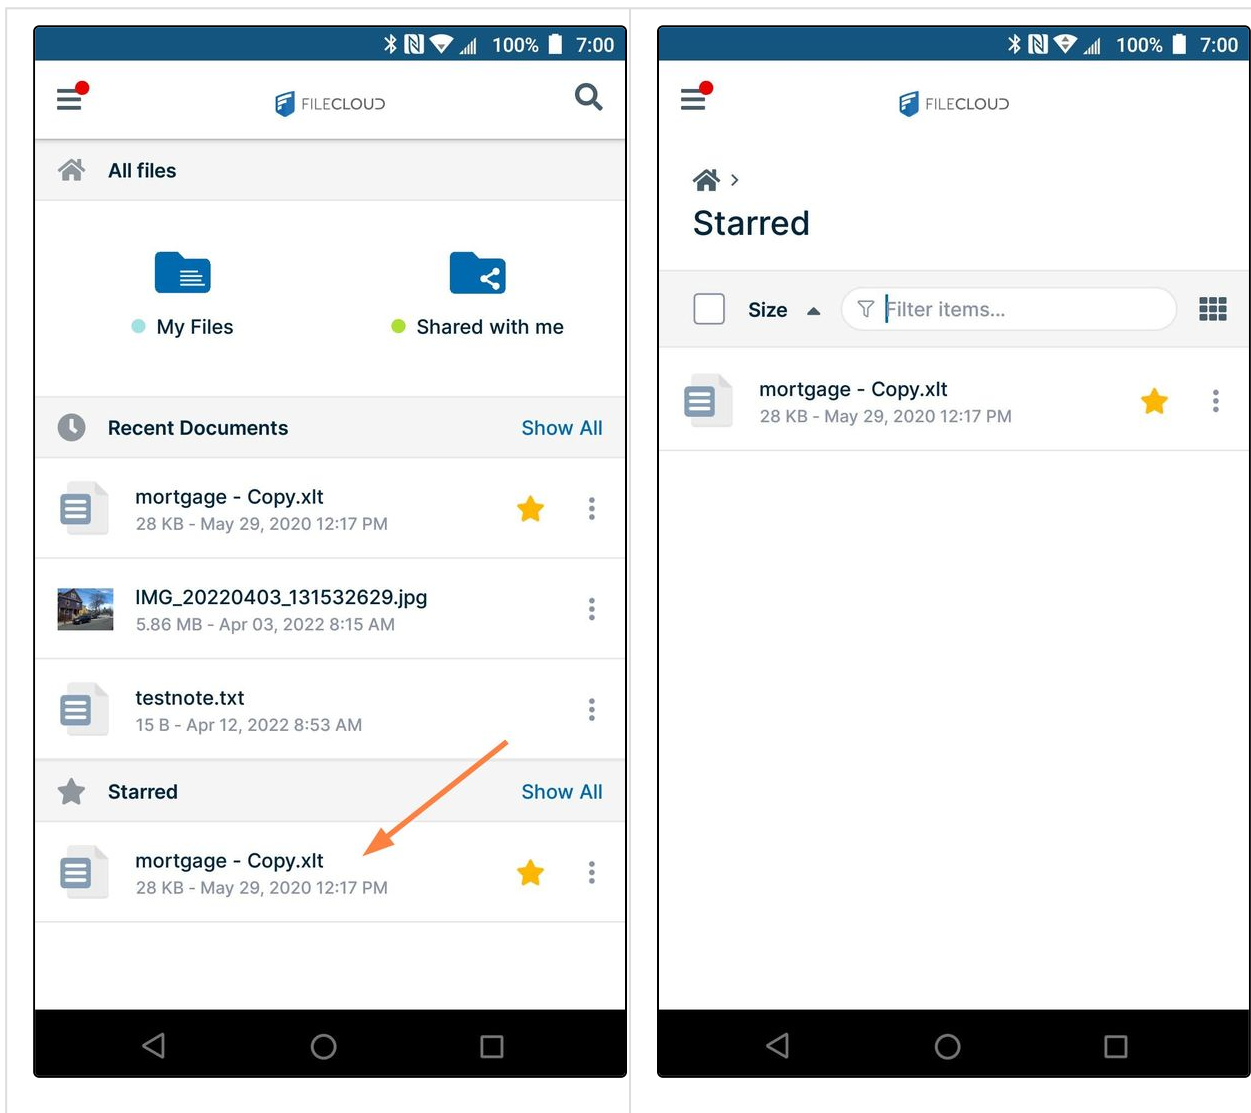 100% 7:00
FILECLOUD
All files
My Files
Shared with me
Recent Documents Show All
mortgage - Copy.xlt
28 KB - May 29, 2020 12:17 PM
IMG_20220403_131532629.jpg
5.86 MB - Apr 03, 2022 8:15 AM
testnote.txt
15 B - Apr 12, 2022 8:53 AM
Starred Show All
mortgage - Copy.xlt
28 KB - May 29, 2020 12:17 PM
100% 7:00
FILECLOUD
Starred
Size Filter items...
mortgage - Copy.xlt
28 KB - May 29, 2020 12:17 PM